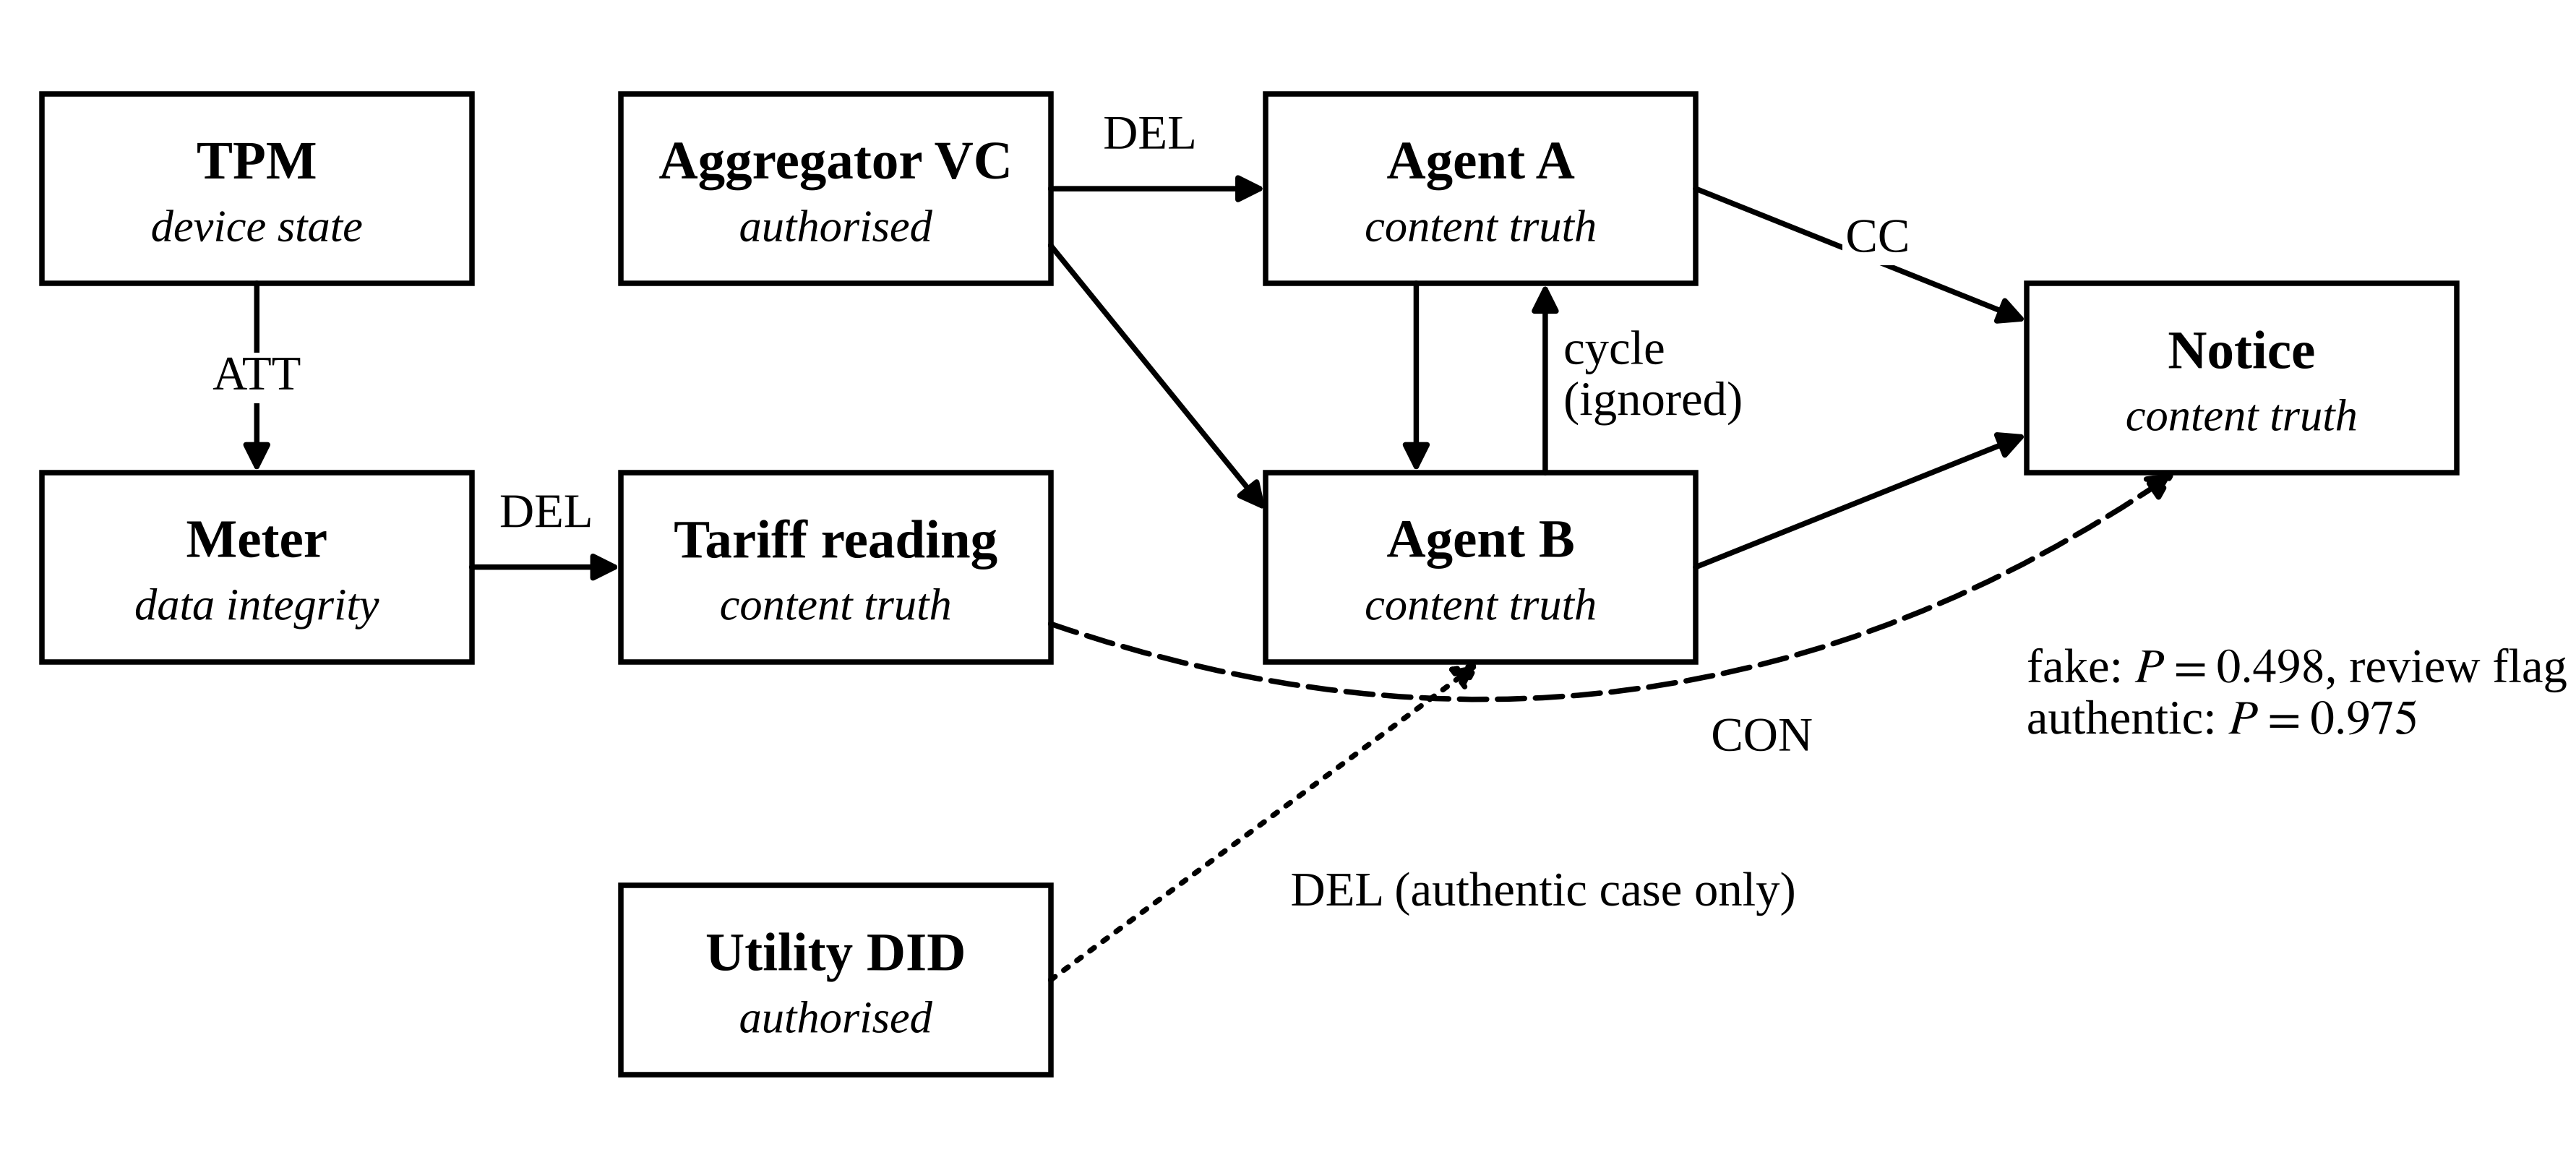 TPM
device state
Aggregator VC
authorised
DEL
Agent A
content truth
CC
ATT
cycle
(ignored)
Notice
content truth
Meter
data integrity
DEL
Tariff reading
content truth
Agent B
content truth
fake: P = 0.498, review flag
authentic: P = 0.975
CON
DEL (authentic case only)
Utility DID
authorised